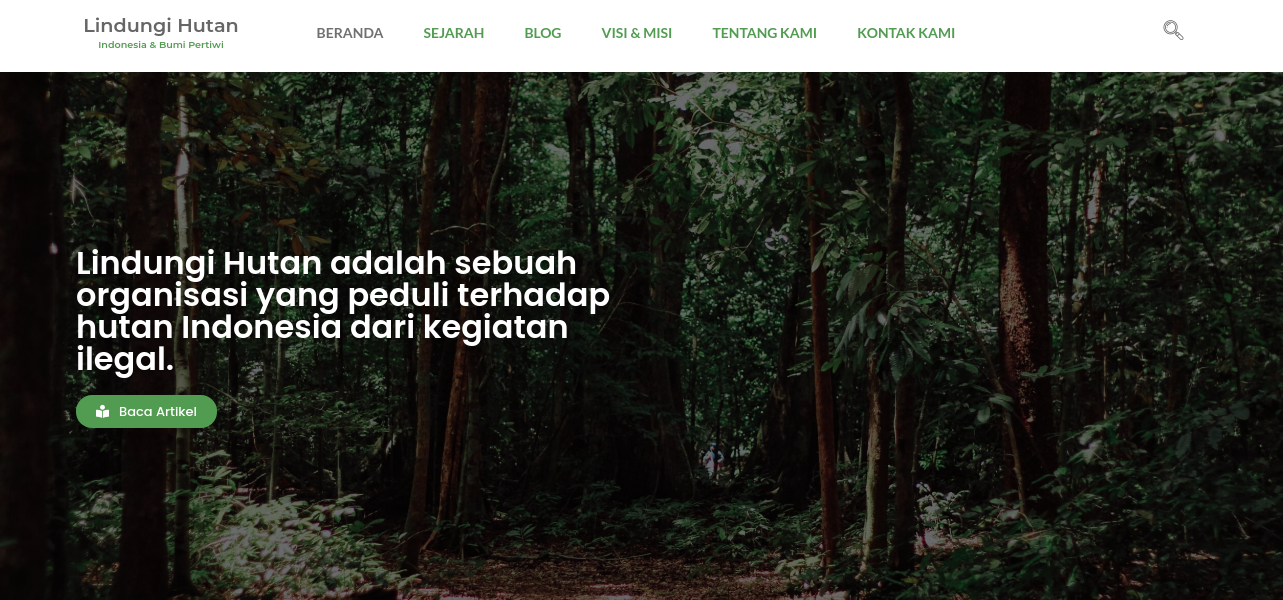 Lindungi Hutan
Indonesia & Bumi Pertiwi
BERANDA
SEJARAH
BLOG
VISI & MISI
TENTANG KAMI
KONTAK KAMI
Lindungi Hutan adalah sebuah
organisasi yang peduli terhadap
hutan Indonesia dari kegiatan
ilegal.
Baca Artikel